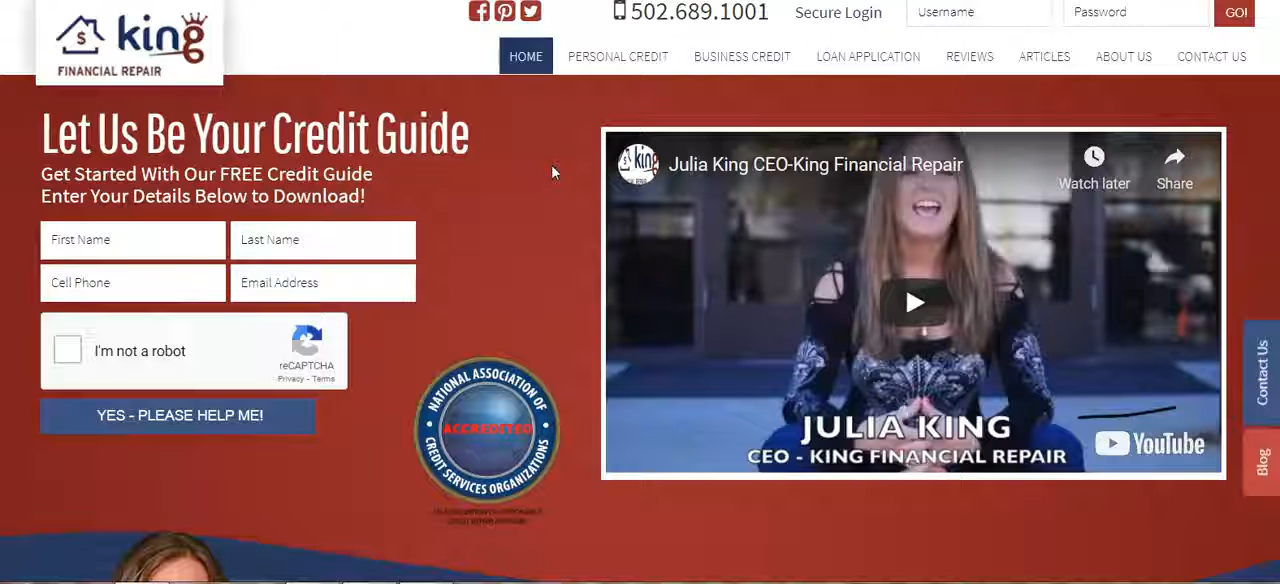 502.689.1001
Secure Login
Username
Password
GO!
king
FINANCIAL REPAIR
HOME
PERSONAL CREDIT
BUSINESS CREDIT
LOAN APPLICATION
REVIEWS
ARTICLES
ABOUT US
CONTACT US
Let Us Be Your Credit Guide
Get Started With Our FREE Credit Guide
Enter Your Details Below to Download!
First Name
Last Name
Cell Phone
Email Address
I'm not a robot
reCAPTCHA
Privacy - Terms
YES - PLEASE HELP ME!
NATIONAL ASSOCIATION OF
ACCREDITED
CREDIT SERVICES ORGANIZATIONS
king
Julia King CEO-King Financial Repair
Watch later
Share
JULIA KING
CEO - KING FINANCIAL REPAIR
YouTube
Contact Us
Blog